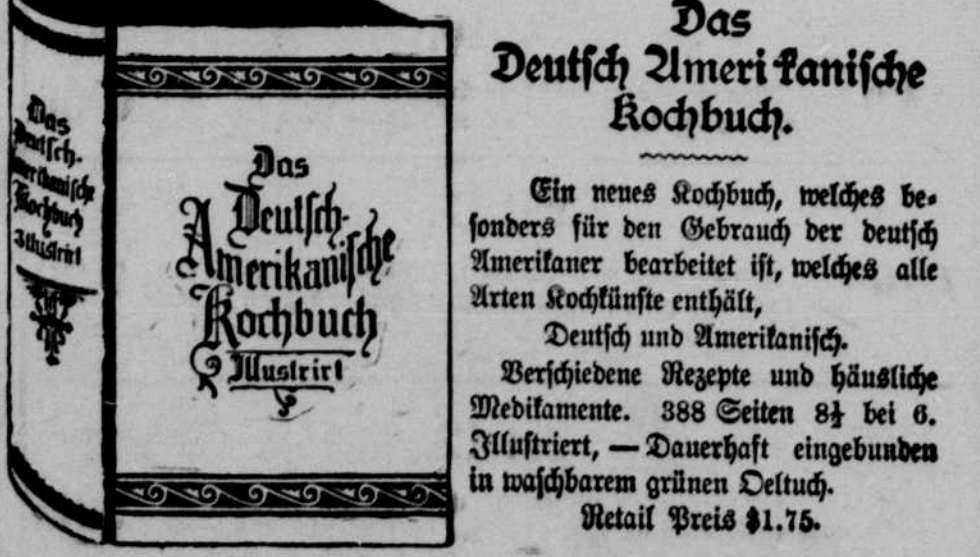 Das
Deutsch-
Amerikanische
Kochbuch
Illustrirt
Das
Deutsch-
Amerikanische
Kochbuch
Illustrirt
Das
Deutsch Amerikanische
Kochbuch.
Ein neues Kochbuch, welches be-
sonders für den Gebrauch der deutsch
Amerikaner bearbeitet ist, welches alle
Arten Kochkünste enthält,
Deutsch und Amerikanisch.
Verschiedene Rezepte und häusliche
Medikamente. 388 Seiten 8½ bei 6.
Illustriert, — Dauerhaft eingebunden
in waschbarem grünen Oeltuch.
Retail Preis $1.75.